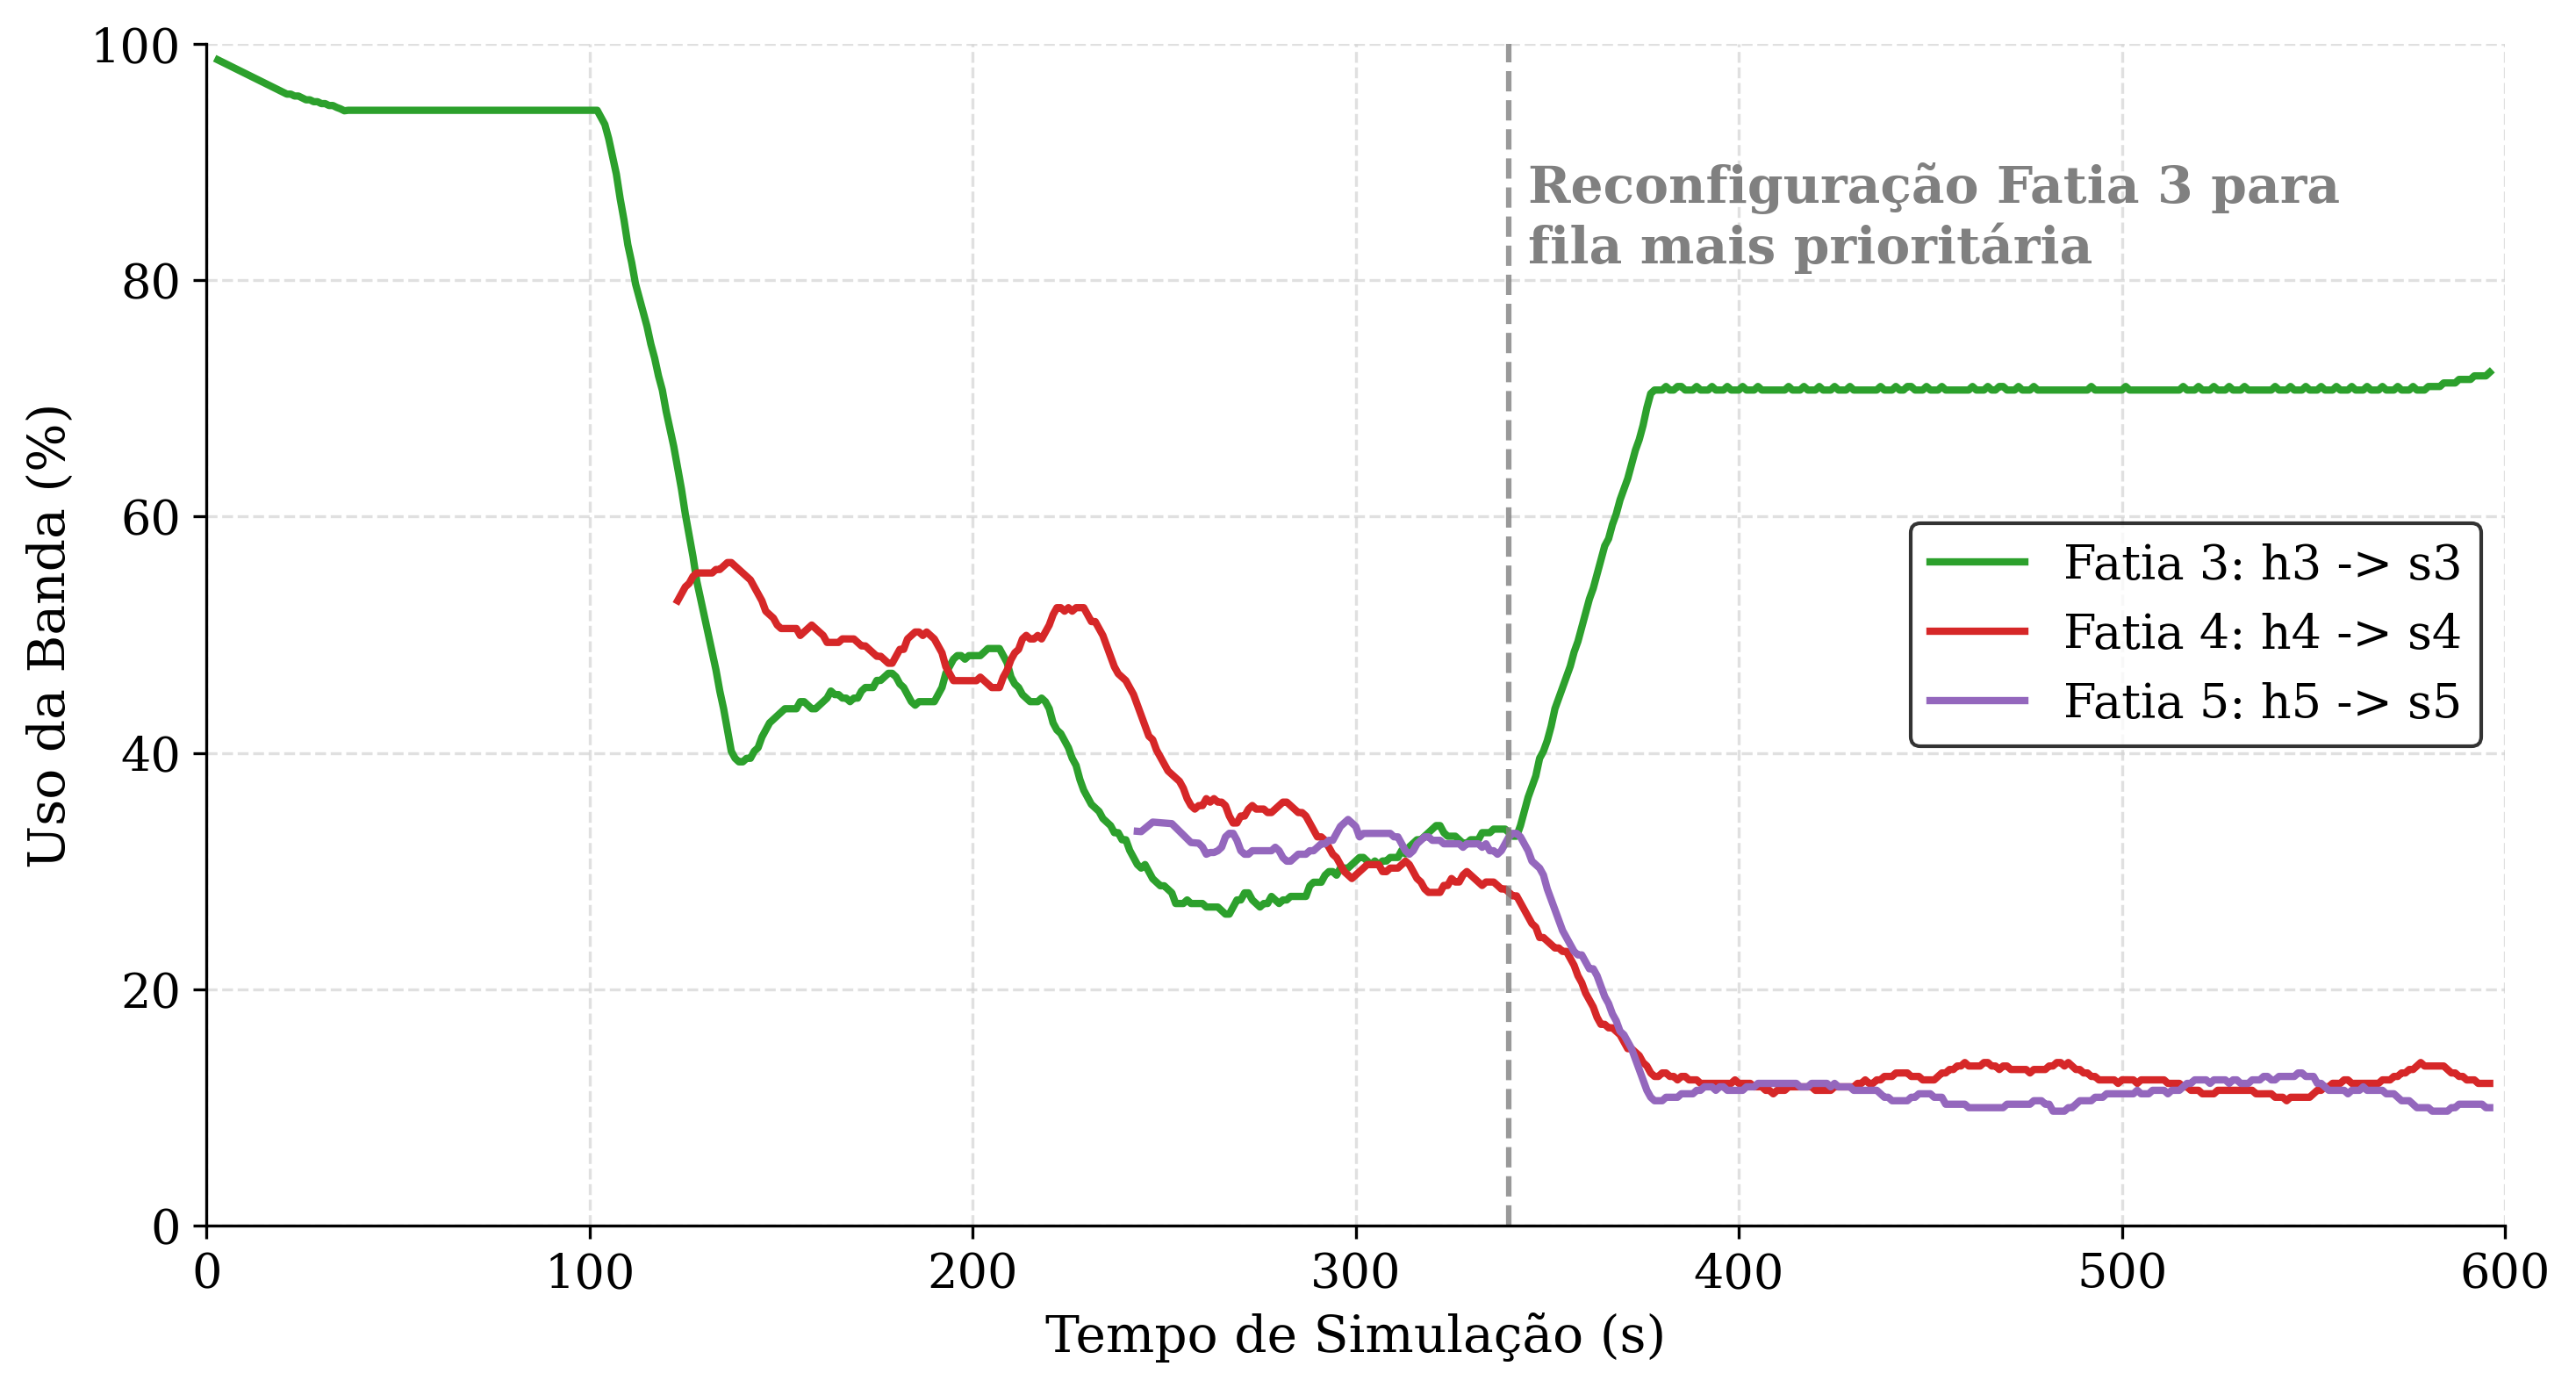 100
80
60
40
20
0
Uso da Banda (%)
Reconfiguração Fatia 3 para
fila mais prioritária
Fatia 3: h3 -> s3
Fatia 4: h4 -> s4
Fatia 5: h5 -> s5
0 100 200 300 400 500 600
Tempo de Simulação (s)